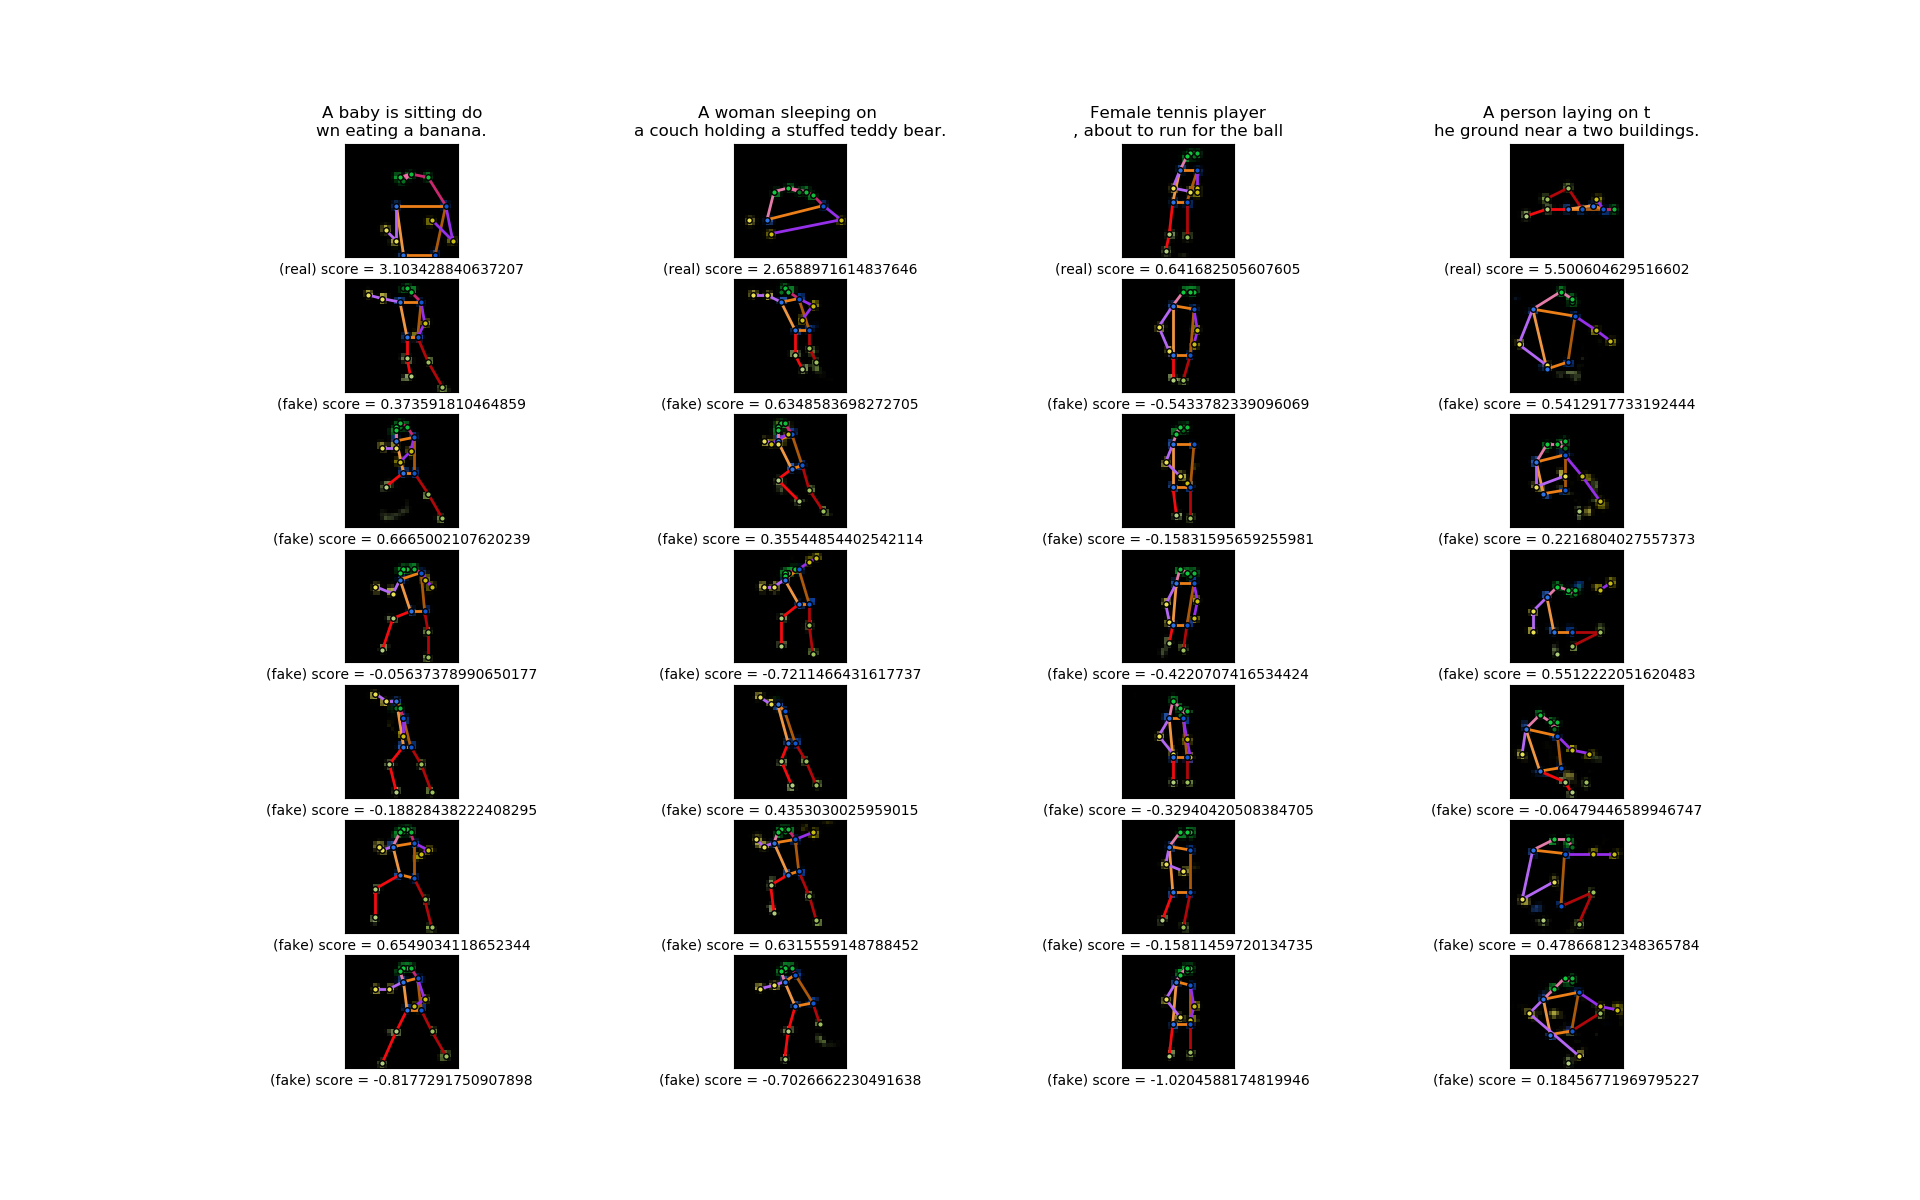 A baby is sitting do
wn eating a banana.
A woman sleeping on
a couch holding a stuffed teddy bear.
Female tennis player
, about to run for the ball
A person laying on t
he ground near a two buildings.
(real) score = 3.103428840637207
(real) score = 2.6588971614837646
(real) score = 0.641682505607605
(real) score = 5.500604629516602
(fake) score = 0.373591810464859
(fake) score = 0.6348583698272705
(fake) score = -0.5433782339096069
(fake) score = 0.5412917733192444
(fake) score = 0.6665002107620239
(fake) score = 0.35544854402542114
(fake) score = -0.15831595659255981
(fake) score = 0.2216804027557373
(fake) score = -0.05637378990650177
(fake) score = -0.7211466431617737
(fake) score = -0.4220707416534424
(fake) score = 0.5512222051620483
(fake) score = -0.18828438222408295
(fake) score = 0.4353030025959015
(fake) score = -0.32940420508384705
(fake) score = -0.06479446589946747
(fake) score = 0.6549034118652344
(fake) score = 0.6315559148788452
(fake) score = -0.15811459720134735
(fake) score = 0.47866812348365784
(fake) score = -0.8177291750907898
(fake) score = -0.7026662230491638
(fake) score = -1.0204588174819946
(fake) score = 0.18456771969795227